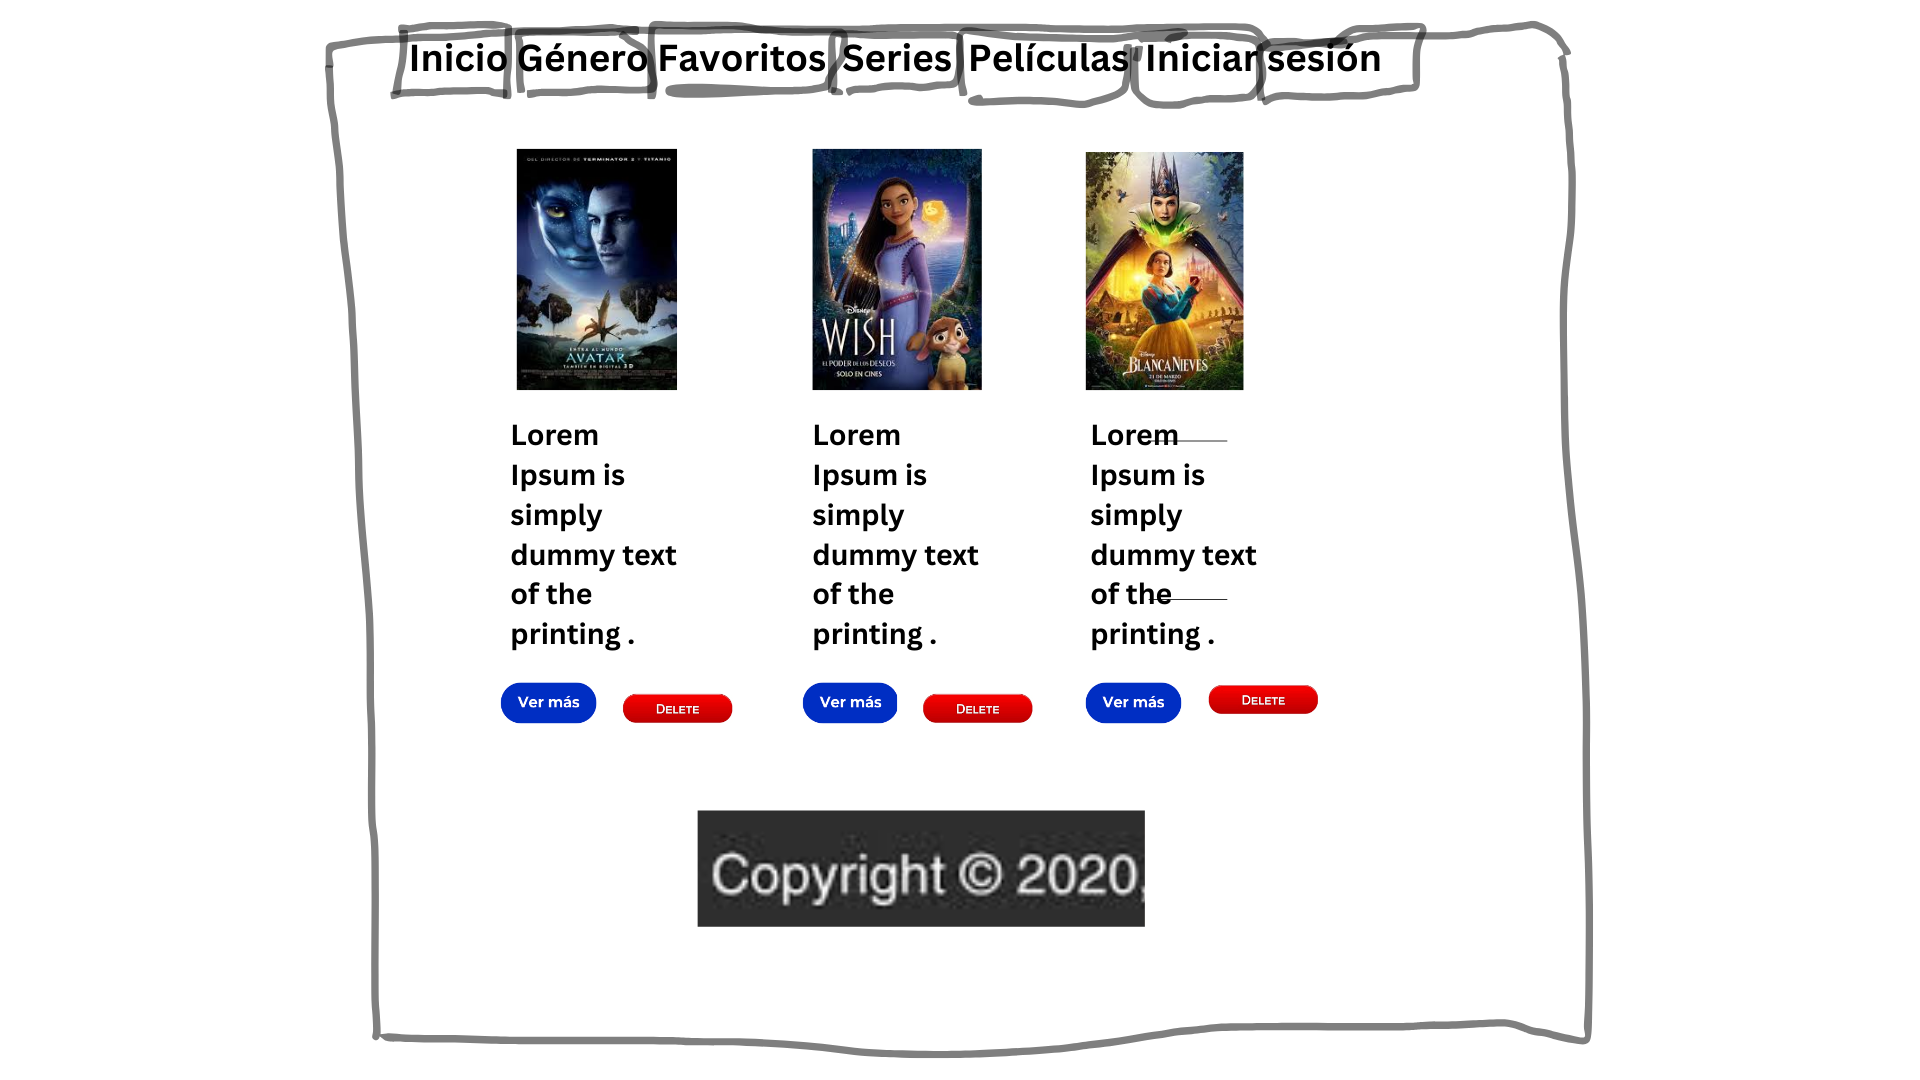 Inicio Género Favoritos Series Películas Iniciar sesión
DEL DIRECTOR DE TERMINATOR 2 Y TITANIC
ENTRA AL MUNDO
AVATAR
TAMBIÉN EN DIGITAL 3D
Disney
WISH
EL PODER DE LOS DESEOS
SOLO EN CINES
Disney
BLANCANIEVES
21 DE MARZO
Lorem
Ipsum is
simply
dummy text
of the
printing .
Lorem
Ipsum is
simply
dummy text
of the
printing .
Lorem
Ipsum is
simply
dummy text
of the
printing .
Ver más
DELETE
Ver más
DELETE
Ver más
DELETE
Copyright © 2020,